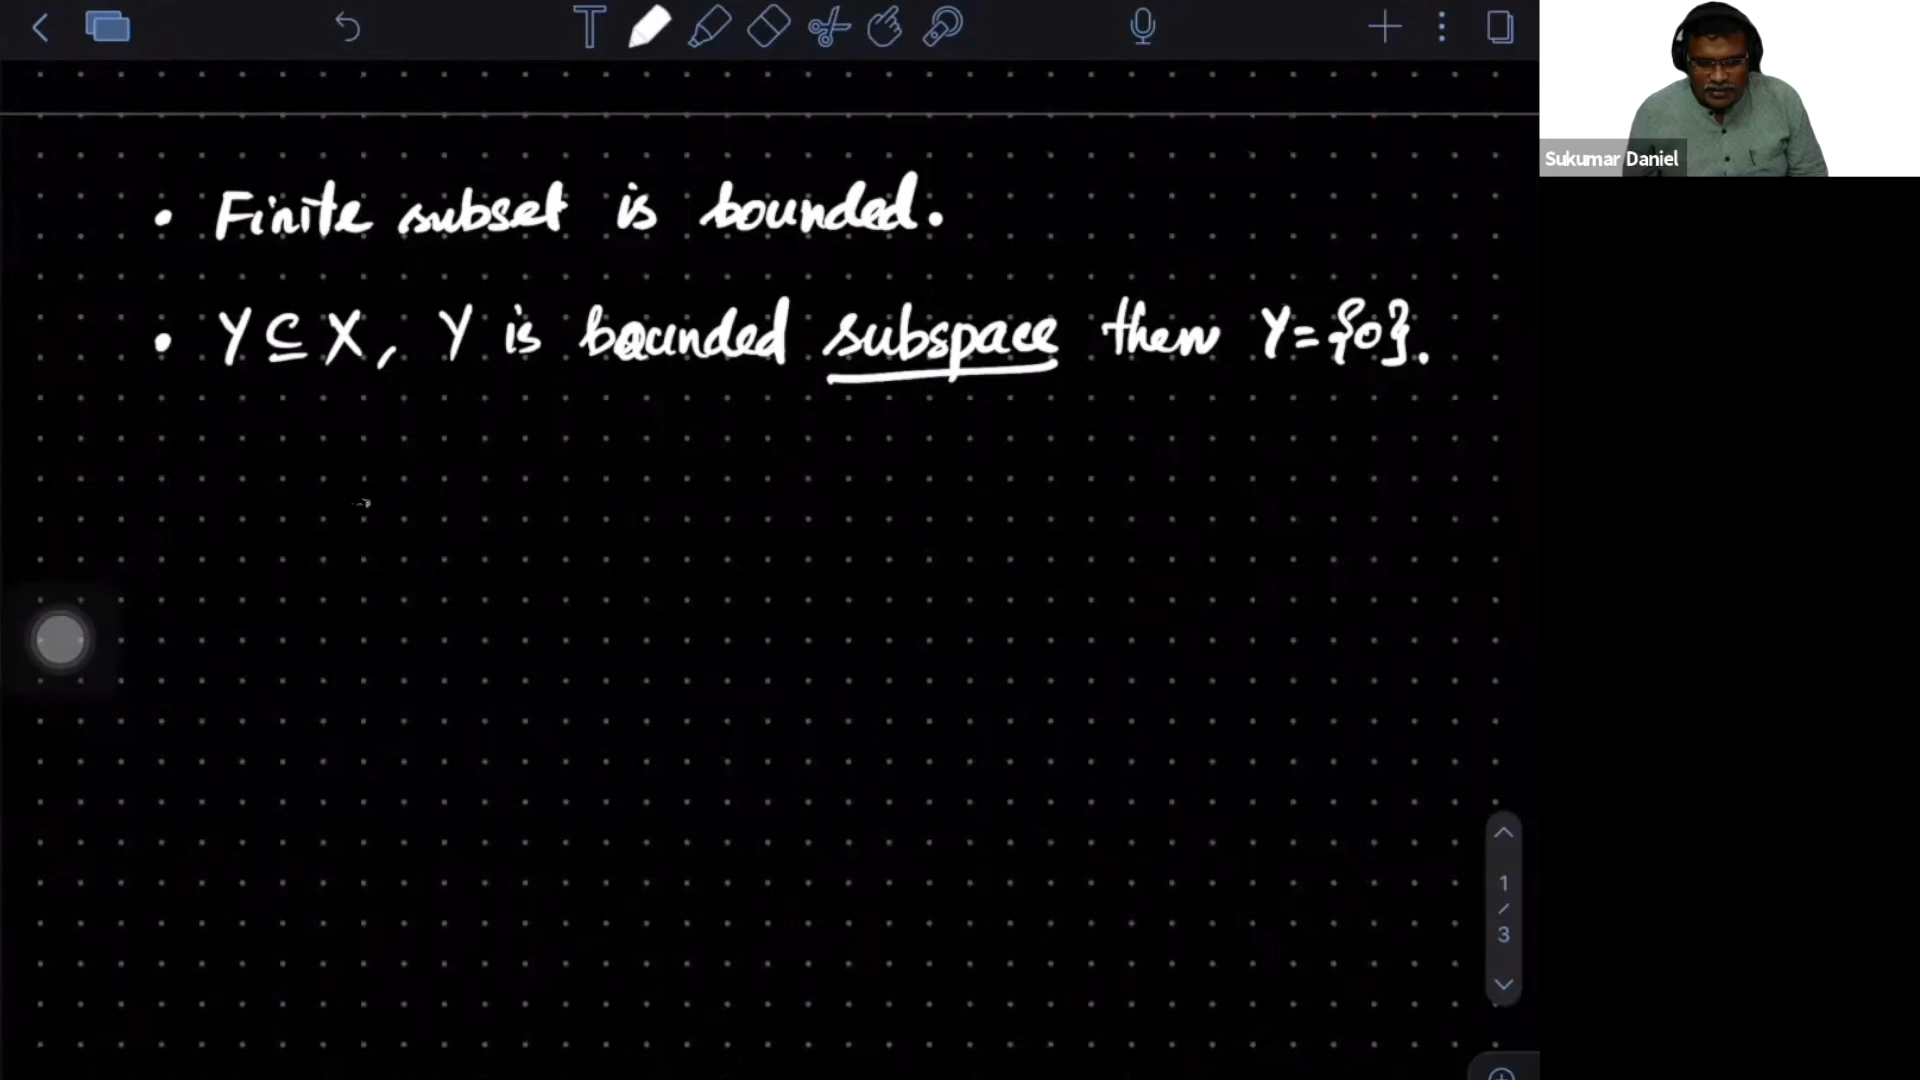 Sukumar Daniel
• Finite subset is bounded.
• Y ⊆ X, Y is bounded subspace then Y = {0}.
1
/
3